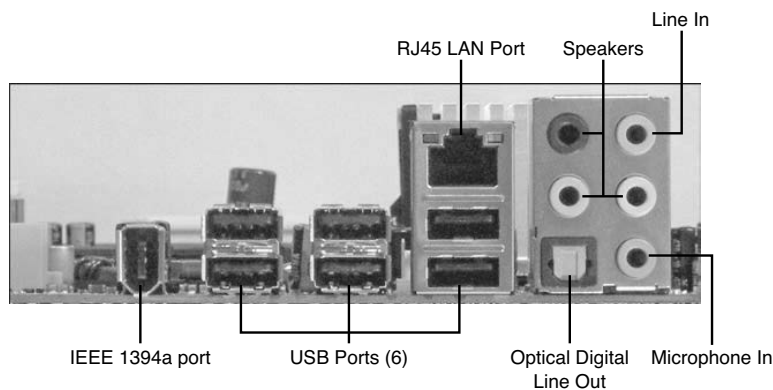 Line In
RJ45 LAN Port
Speakers
IEEE 1394a port
USB Ports (6)
Optical Digital
Line Out
Microphone In